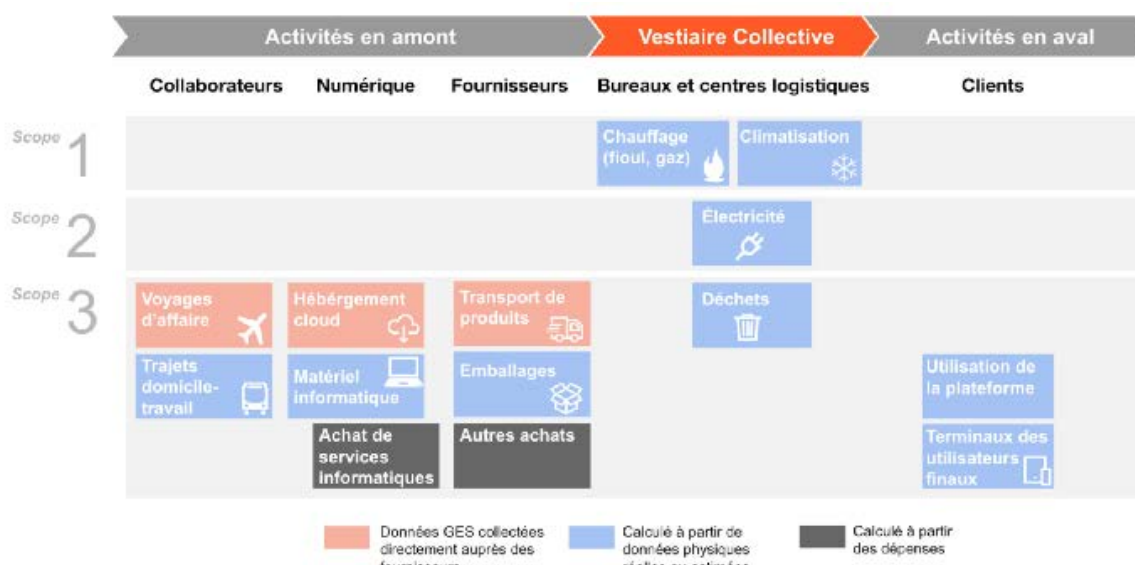 Activités en amont
Vestiaire Collective
Activités en aval
Collaborateurs
Numérique
Fournisseurs
Bureaux et centres logistiques
Clients
Scope 1
Chauffage
(fioul, gaz)
Climatisation
Scope 2
Électricité
Scope 3
Voyages
d'affaire
Hébérgement
cloud
Transport de
produits
Déchets
Trajets
domicile-
travail
Matériel
informatique
Emballages
Utilisation de
la plateforme
Achat de
services
informatiques
Autres achats
Terminaux des
utilisateurs
finaux
Données GES collectées
directement auprès des
Calculé à partir de
données physiques
Calculé à partir
des dépenses